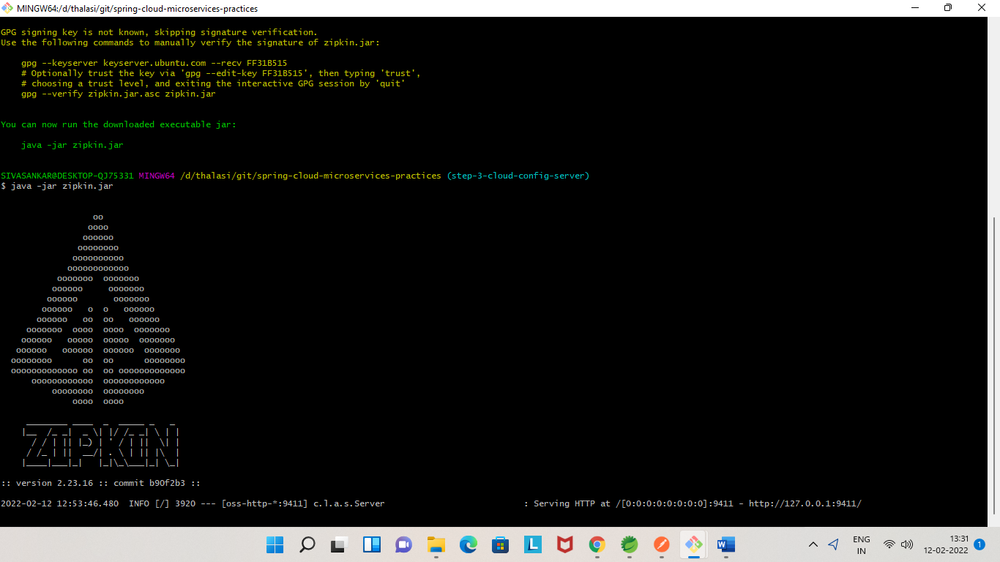 MINGW64:/d/thalasi/git/spring-cloud-microservices-practices
GPG signing key is not known, skipping signature verification.
Use the following commands to manually verify the signature of zipkin.jar:
    gpg --keyserver keyserver.ubuntu.com --recv FF31B515
    # Optionally trust the key via 'gpg --edit-key FF31B515', then typing 'trust',
    # choosing a trust level, and exiting the interactive GPG session by 'quit'
    gpg --verify zipkin.jar.asc zipkin.jar
You can now run the downloaded executable jar:
    java -jar zipkin.jar
SIVASANKAR@DESKTOP-QJ75331 MINGW64 /d/thalasi/git/spring-cloud-microservices-practices (step-3-cloud-config-server)
$ java -jar zipkin.jar
                  oo
                 oooo
                oooooo
               oooooooo
              oooooooooo
             oooooooooooo
           ooooooo  ooooooo
          oooooo     ooooooo
         oooooo       ooooooo
        oooooo   o  o   oooooo
       oooooo   oo  oo   oooooo
     ooooooo  oooo  oooo  ooooooo
    oooooo   ooooo  ooooo  ooooooo
   oooooo   oooooo  oooooo  ooooooo
  oooooooo      oo  oo      oooooooo
  ooooooooooooo oo  oo ooooooooooooo
      oooooooooooo  oooooooooooo
          oooooooo  oooooooo
              oooo  oooo
     ________ ____  _  _____ _   _
    |__  /_ _|  _ \| |/ /_ _| \ | |
      / / | || |_) | ' / | ||  \| |
     / /_ | ||  __/| . \ | || |\  |
    |____|___|_|   |_|\_\___|_| \_|
:: version 2.23.16 :: commit b90f2b3 ::
2022-02-12 12:53:46.480  INFO [/] 3920 --- [oss-http-*:9411] c.l.a.s.Server                           : Serving HTTP at /[0:0:0:0:0:0:0:0]:9411 - http://127.0.0.1:9411/
L
W
ENG
IN
13:31
12-02-2022
1